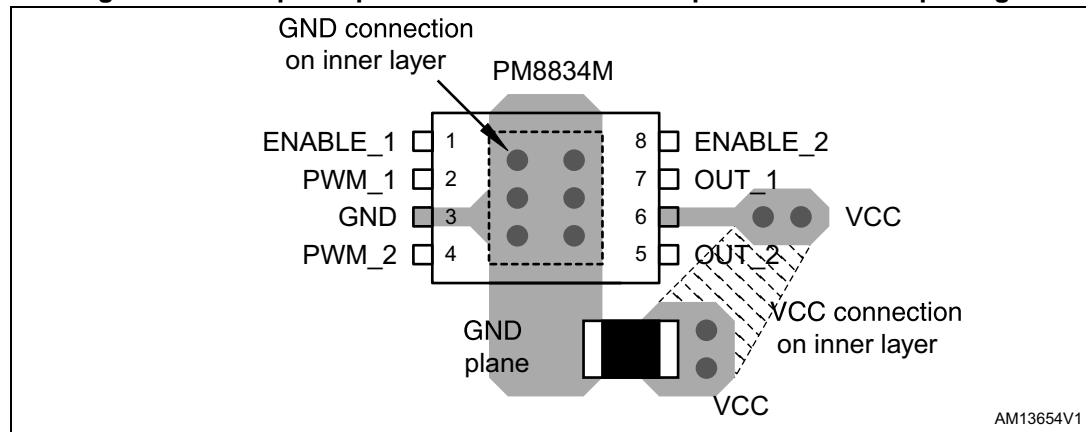 GND connection
on inner layer
PM8834M
ENABLE_1 1 8 ENABLE_2
PWM_1 2 7 OUT_1
GND 3 6 VCC
PWM_2 4 5 OUT_2
GND
plane
VCC connection
on inner layer
VCC
AM13654V1